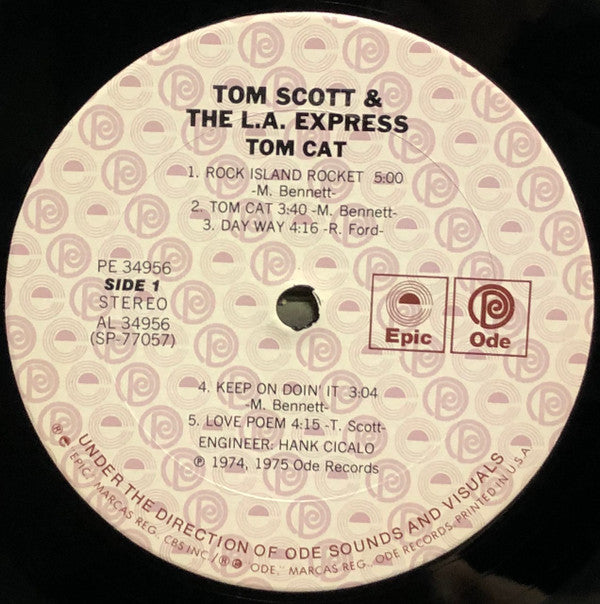 TOM SCOTT &
THE L.A. EXPRESS
TOM CAT
1. ROCK ISLAND ROCKET 5:00
-M. Bennett-
2. TOM CAT 3:40 -M. Bennett-
3. DAY WAY 4:16 -R. Ford-
PE 34956
SIDE 1
STEREO
AL 34956
(SP-77057)
Epic
Ode
4. KEEP ON DOIN' IT 3:04
-M. Bennett-
5. LOVE POEM 4:15 -T. Scott-
ENGINEER: HANK CICALO
℗ 1974, 1975 Ode Records
UNDER THE DIRECTION OF ODE SOUNDS AND VISUALS
"EPIC," MARCAS REG. CBS INC./ "ODE," MARCAS REG., ODE RECORDS. PRINTED IN U.S.A.